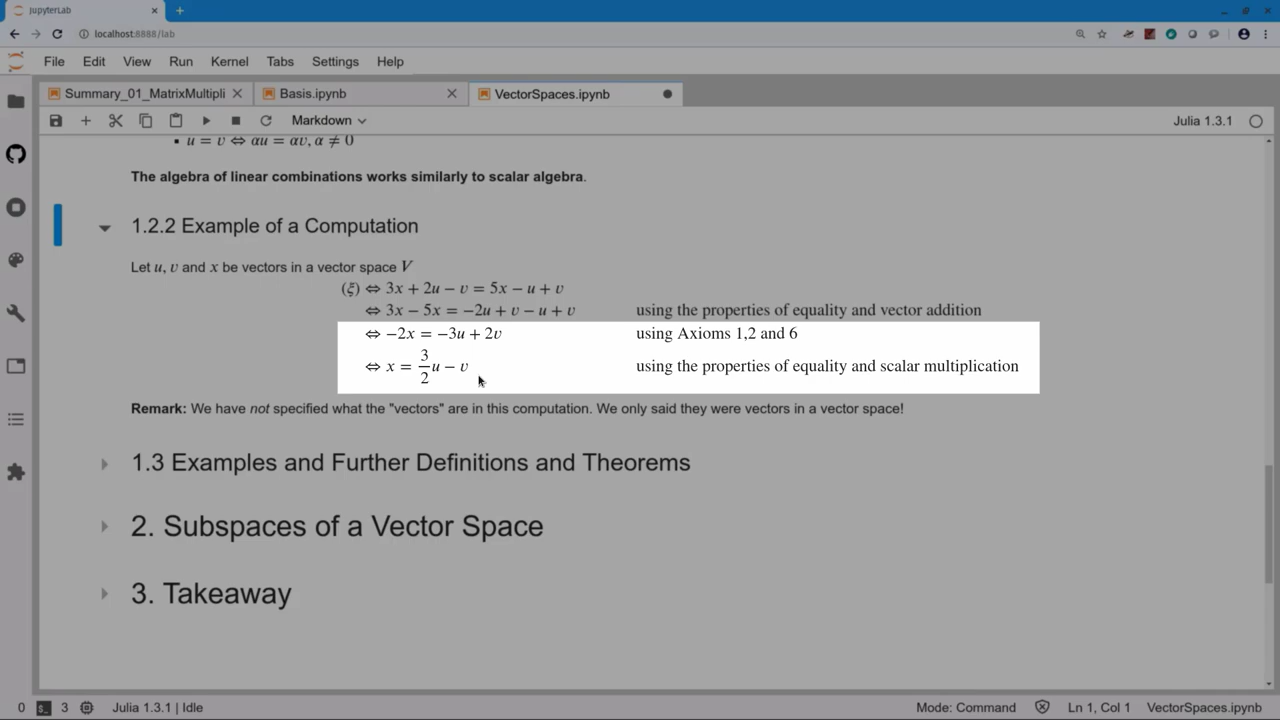 JupyterLab
localhost:8888/lab
File Edit View Run Kernel Tabs Settings Help
Summary_01_MatrixMultipli Basis.ipynb VectorSpaces.ipynb
Markdown Julia 1.3.1
▪ u = v ⇔ αu = αv, α ≠ 0
The algebra of linear combinations works similarly to scalar algebra.
1.2.2 Example of a Computation
Let u, v and x be vectors in a vector space V
(ξ) ⇔ 3x + 2u − v = 5x − u + v
⇔ 3x − 5x = −2u + v − u + v using the properties of equality and vector addition
⇔ −2x = −3u + 2v using Axioms 1,2 and 6
⇔ x = 3/2 u − v using the properties of equality and scalar multiplication
Remark: We have not specified what the "vectors" are in this computation. We only said they were vectors in a vector space!
1.3 Examples and Further Definitions and Theorems
2. Subspaces of a Vector Space
3. Takeaway
0 $_ 3 Julia 1.3.1 | Idle Mode: Command Ln 1, Col 1 VectorSpaces.ipynb